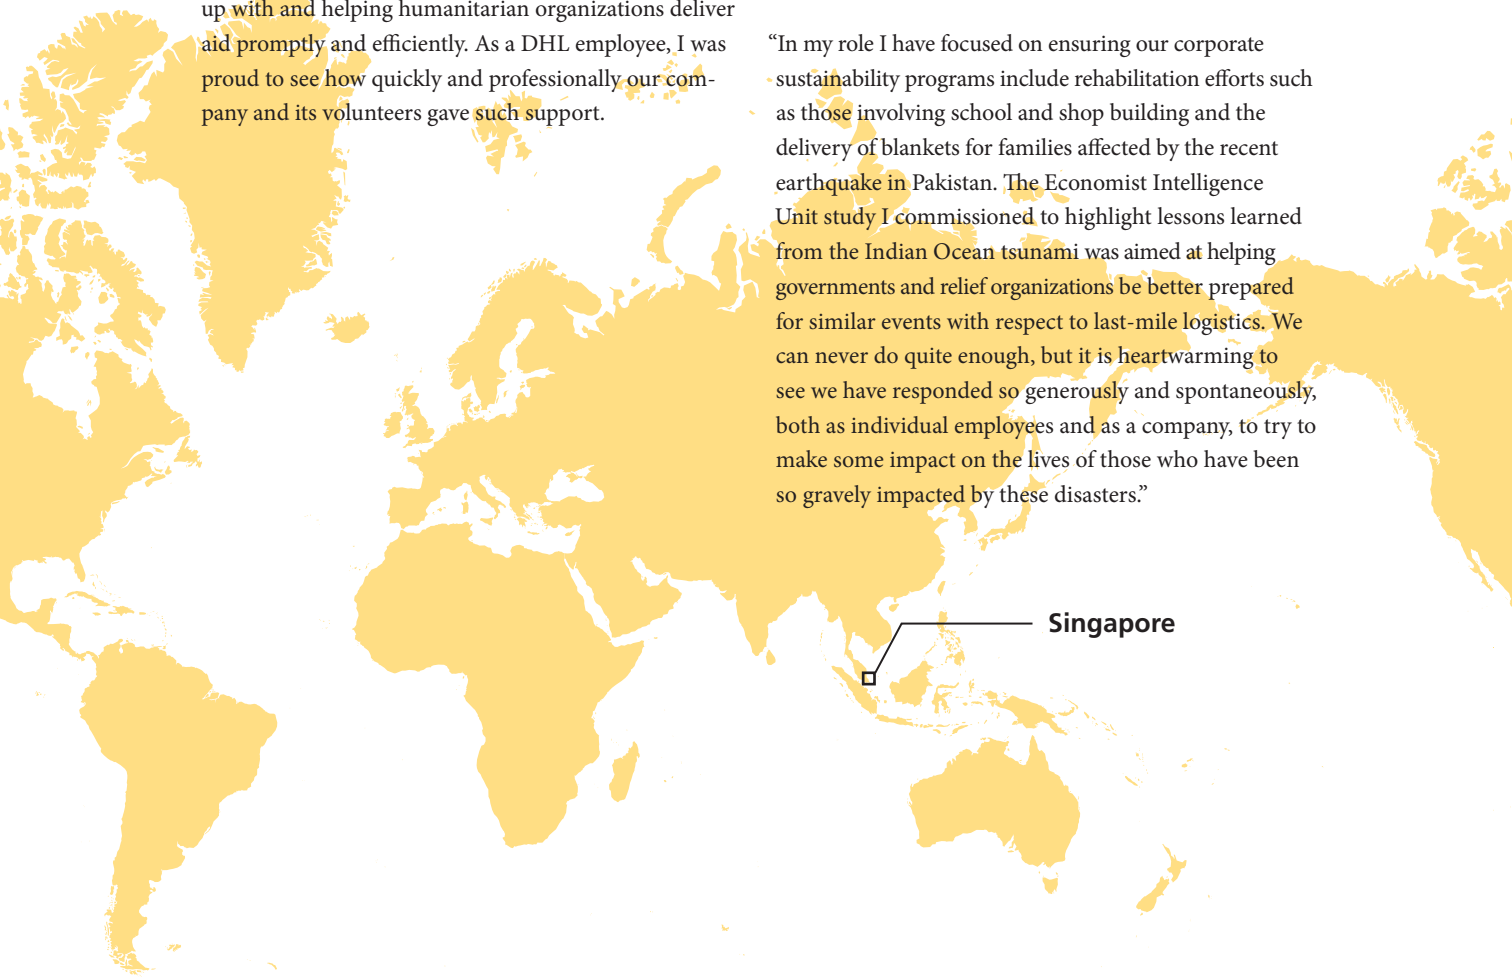 up with and helping humanitarian organizations deliver
aid promptly and efficiently. As a DHL employee, I was
proud to see how quickly and professionally our com-
pany and its volunteers gave such support.
“In my role I have focused on ensuring our corporate
sustainability programs include rehabilitation efforts such
as those involving school and shop building and the
delivery of blankets for families affected by the recent
earthquake in Pakistan. The Economist Intelligence
Unit study I commissioned to highlight lessons learned
from the Indian Ocean tsunami was aimed at helping
governments and relief organizations be better prepared
for similar events with respect to last-mile logistics. We
can never do quite enough, but it is heartwarming to
see we have responded so generously and spontaneously,
both as individual employees and as a company, to try to
make some impact on the lives of those who have been
so gravely impacted by these disasters.”
Singapore